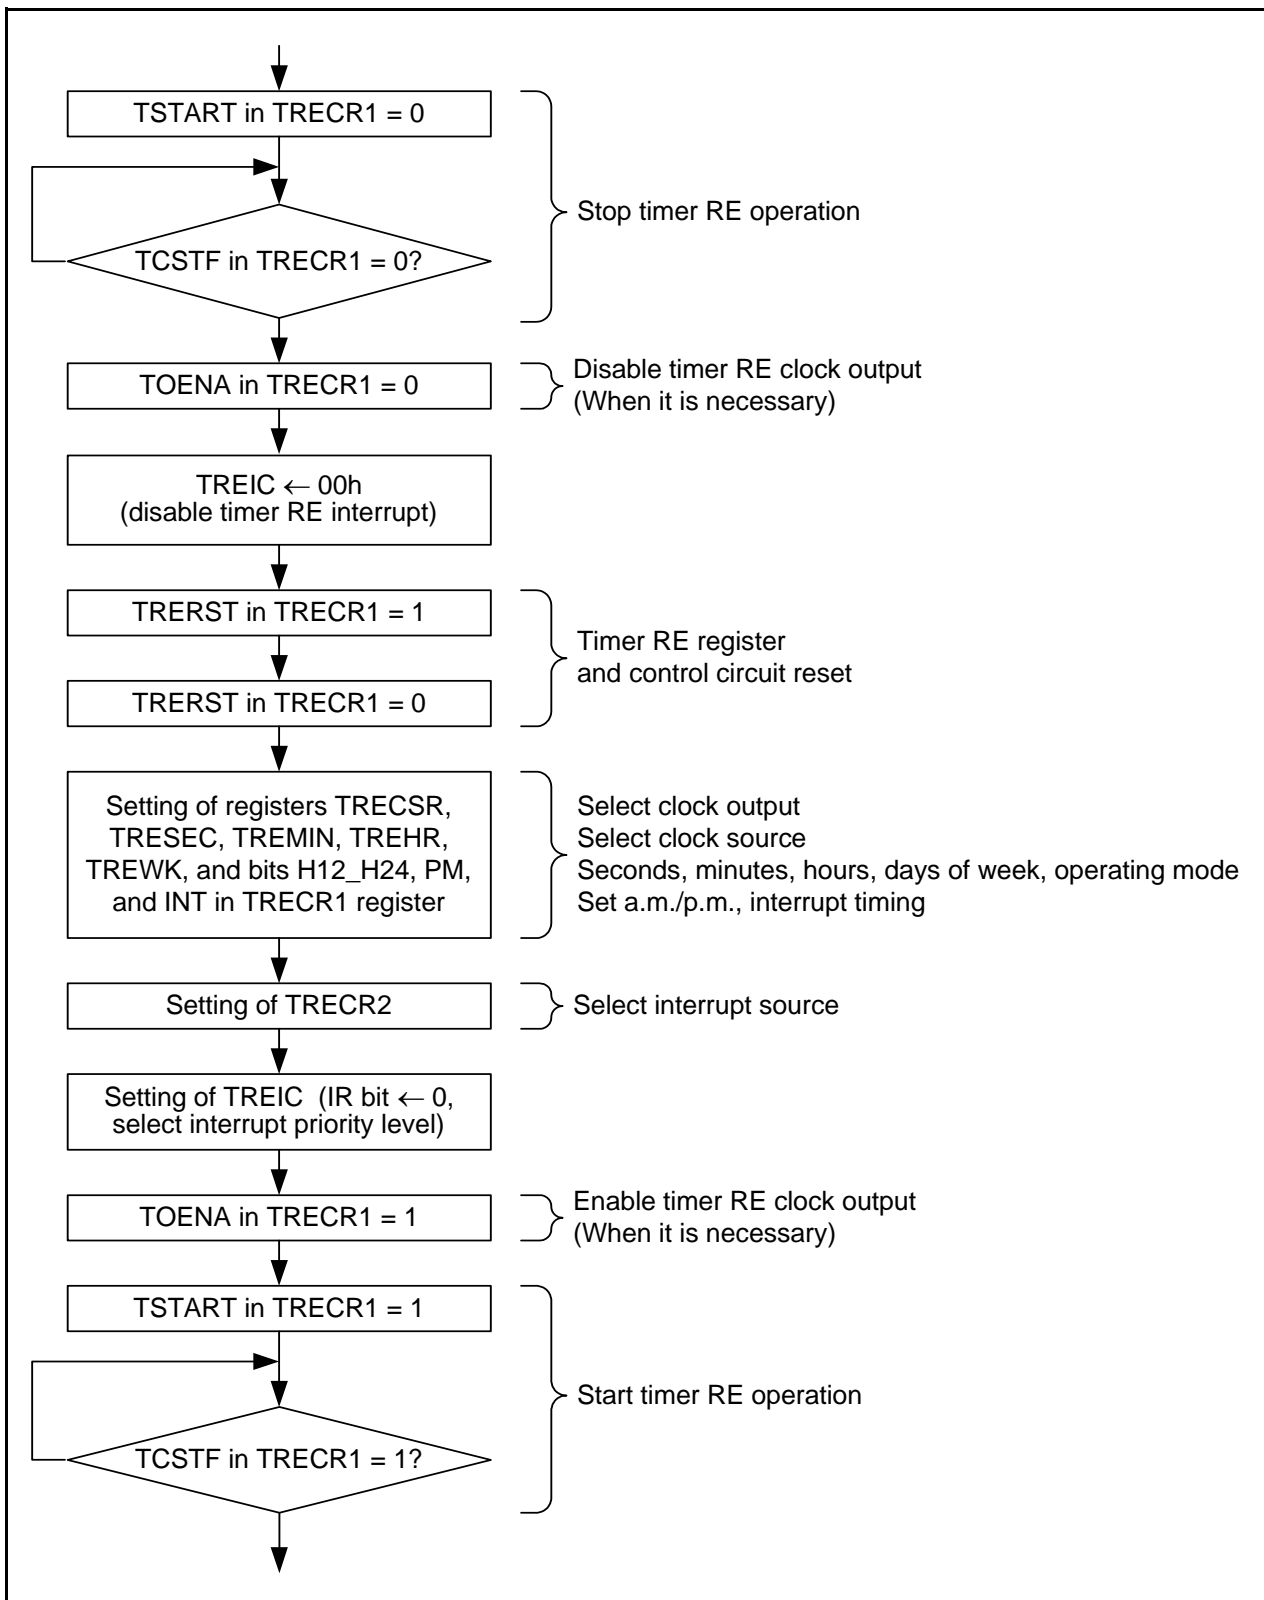 TSTART in TRECR1 = 0
TCSTF in TRECR1 = 0?
Stop timer RE operation
TOENA in TRECR1 = 0
Disable timer RE clock output
(When it is necessary)
TREIC ← 00h
(disable timer RE interrupt)
TRERST in TRECR1 = 1
TRERST in TRECR1 = 0
Timer RE register
and control circuit reset
Setting of registers TRECSR,
TRESEC, TREMIN, TREHR,
TREWK, and bits H12_H24, PM,
and INT in TRECR1 register
Select clock output
Select clock source
Seconds, minutes, hours, days of week, operating mode
Set a.m./p.m., interrupt timing
Setting of TRECR2
Select interrupt source
Setting of TREIC (IR bit ← 0,
select interrupt priority level)
TOENA in TRECR1 = 1
Enable timer RE clock output
(When it is necessary)
TSTART in TRECR1 = 1
TCSTF in TRECR1 = 1?
Start timer RE operation